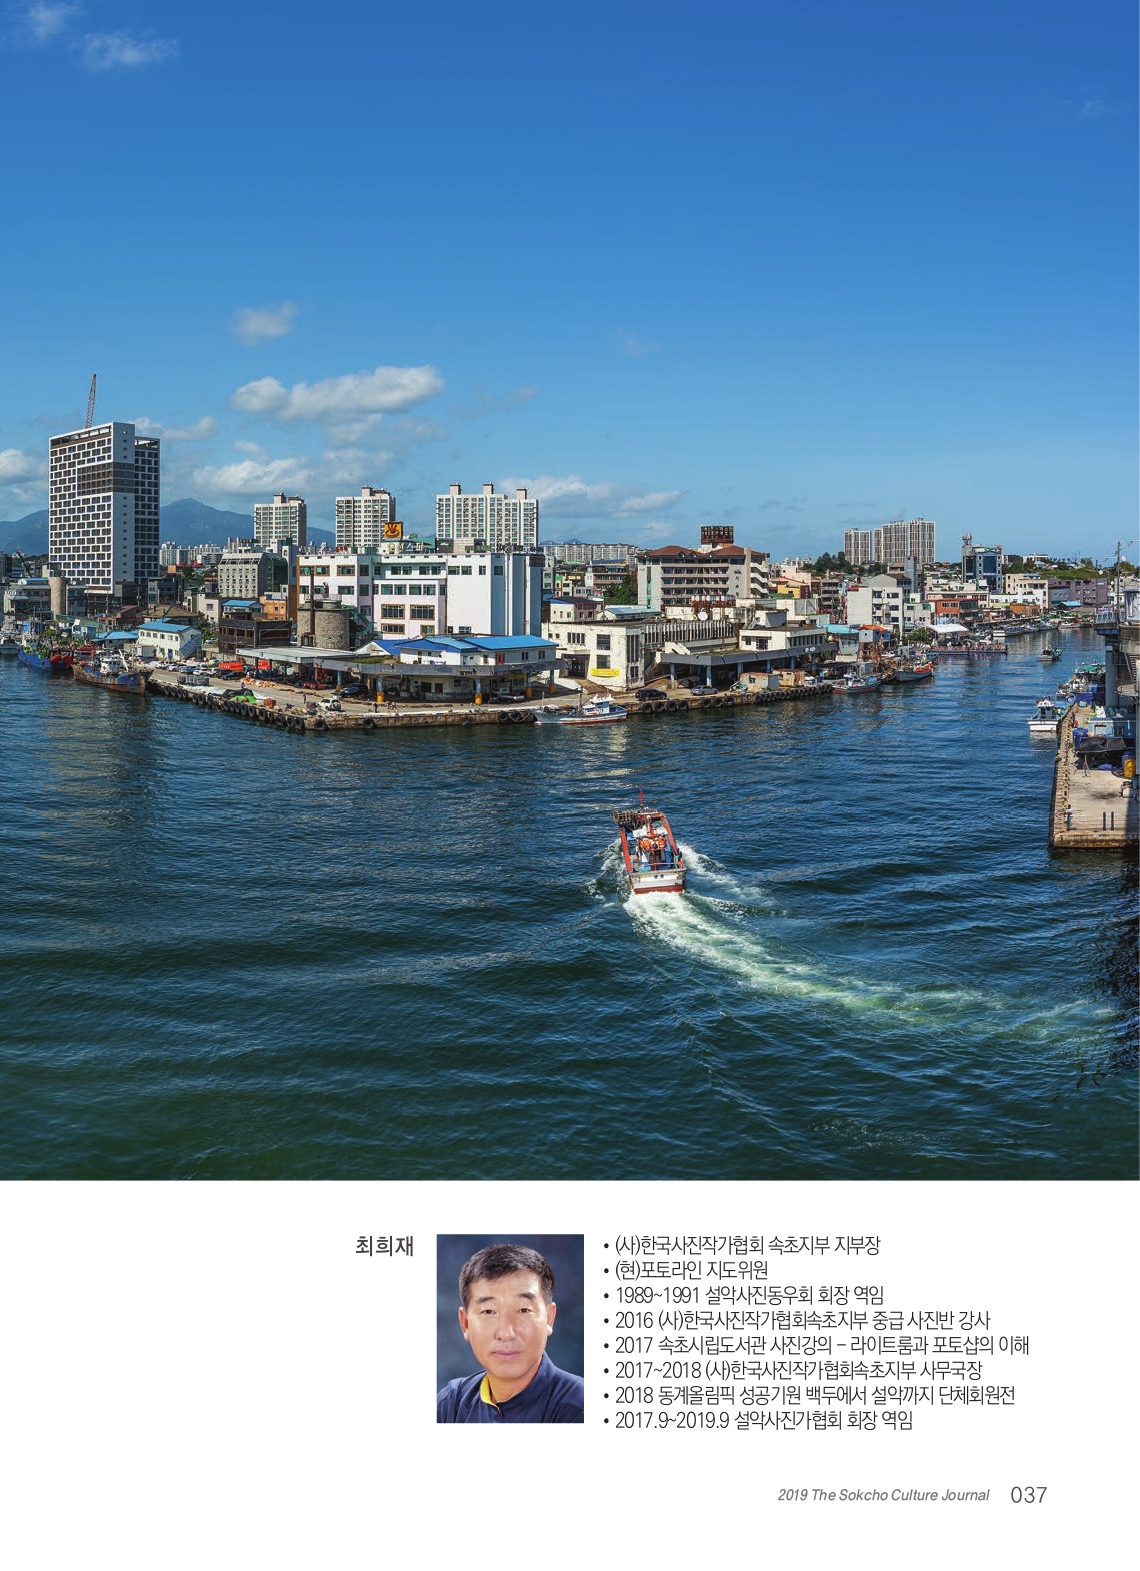 최희재
• (사)한국사진작가협회 속초지부 지부장
• (현)포토라인 지도위원
• 1989~1991 설악사진동우회 회장 역임
• 2016 (사)한국사진작가협회속초지부 중급 사진반 강사
• 2017 속초시립도서관 사진강의 – 라이트룸과 포토샵의 이해
• 2017~2018 (사)한국사진작가협회속초지부 사무국장
• 2018 동계올림픽 성공기원 백두에서 설악까지 단체회원전
• 2017.9~2019.9 설악사진가협회 회장 역임
2019 The Sokcho Culture Journal 037